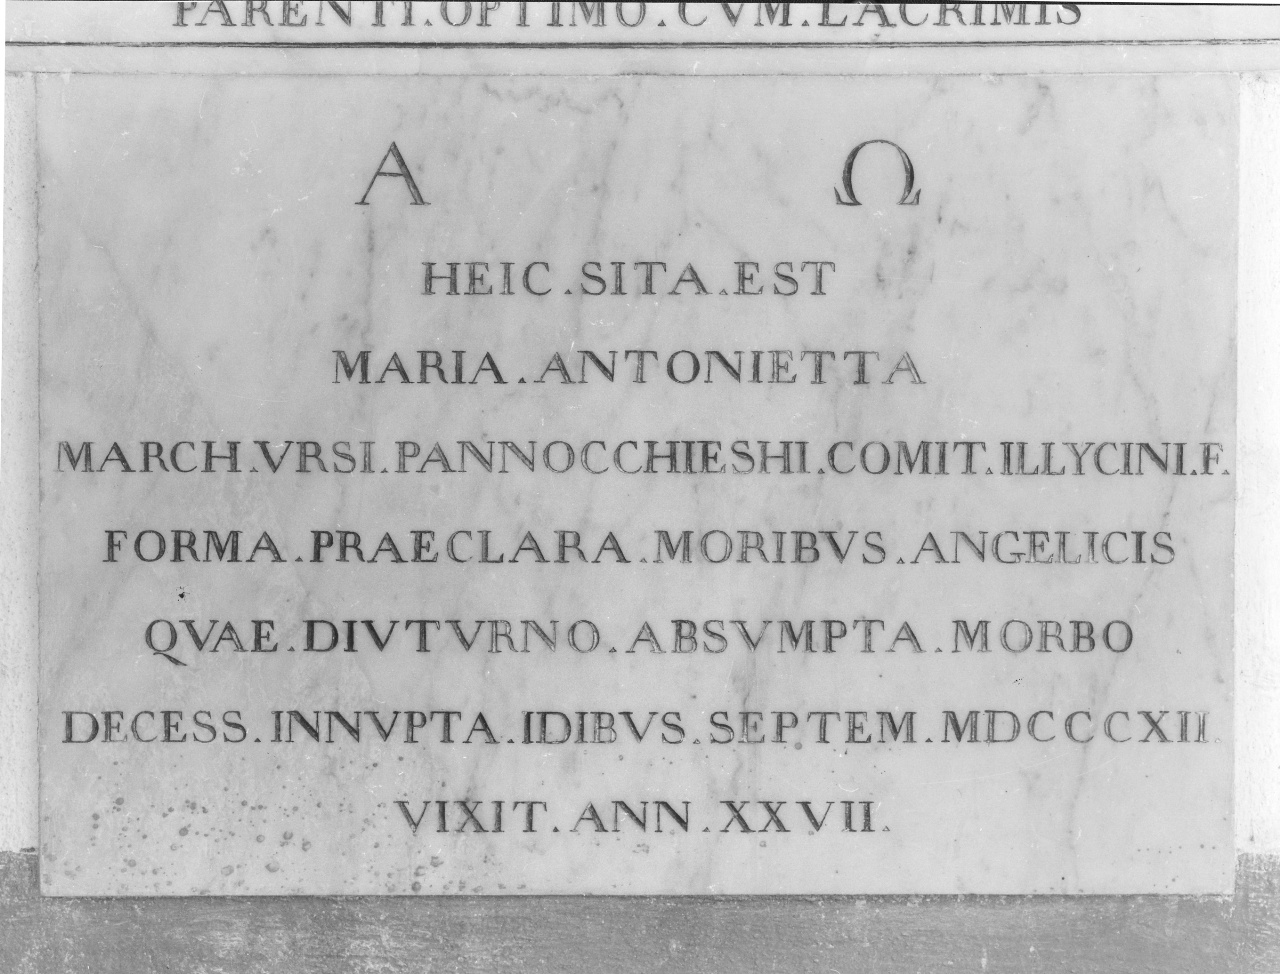 PARENTI.OPTIMO.CVM.LACRIMIS
Α Ω
HEIC.SITA.EST
MARIA.ANTONIETTA
MARCH.VRSI.PANNOCCHIESHI.COMIT.ILLYCINI.F.
FORMA.PRAECLARA.MORIBVS.ANGELICIS
QVAE.DIVTVRNO.ABSVMPTA.MORBO
DECESS.INNVPTA.IDIBVS.SEPTEM.MDCCCXII.
VIXIT.ANN.XXVII.